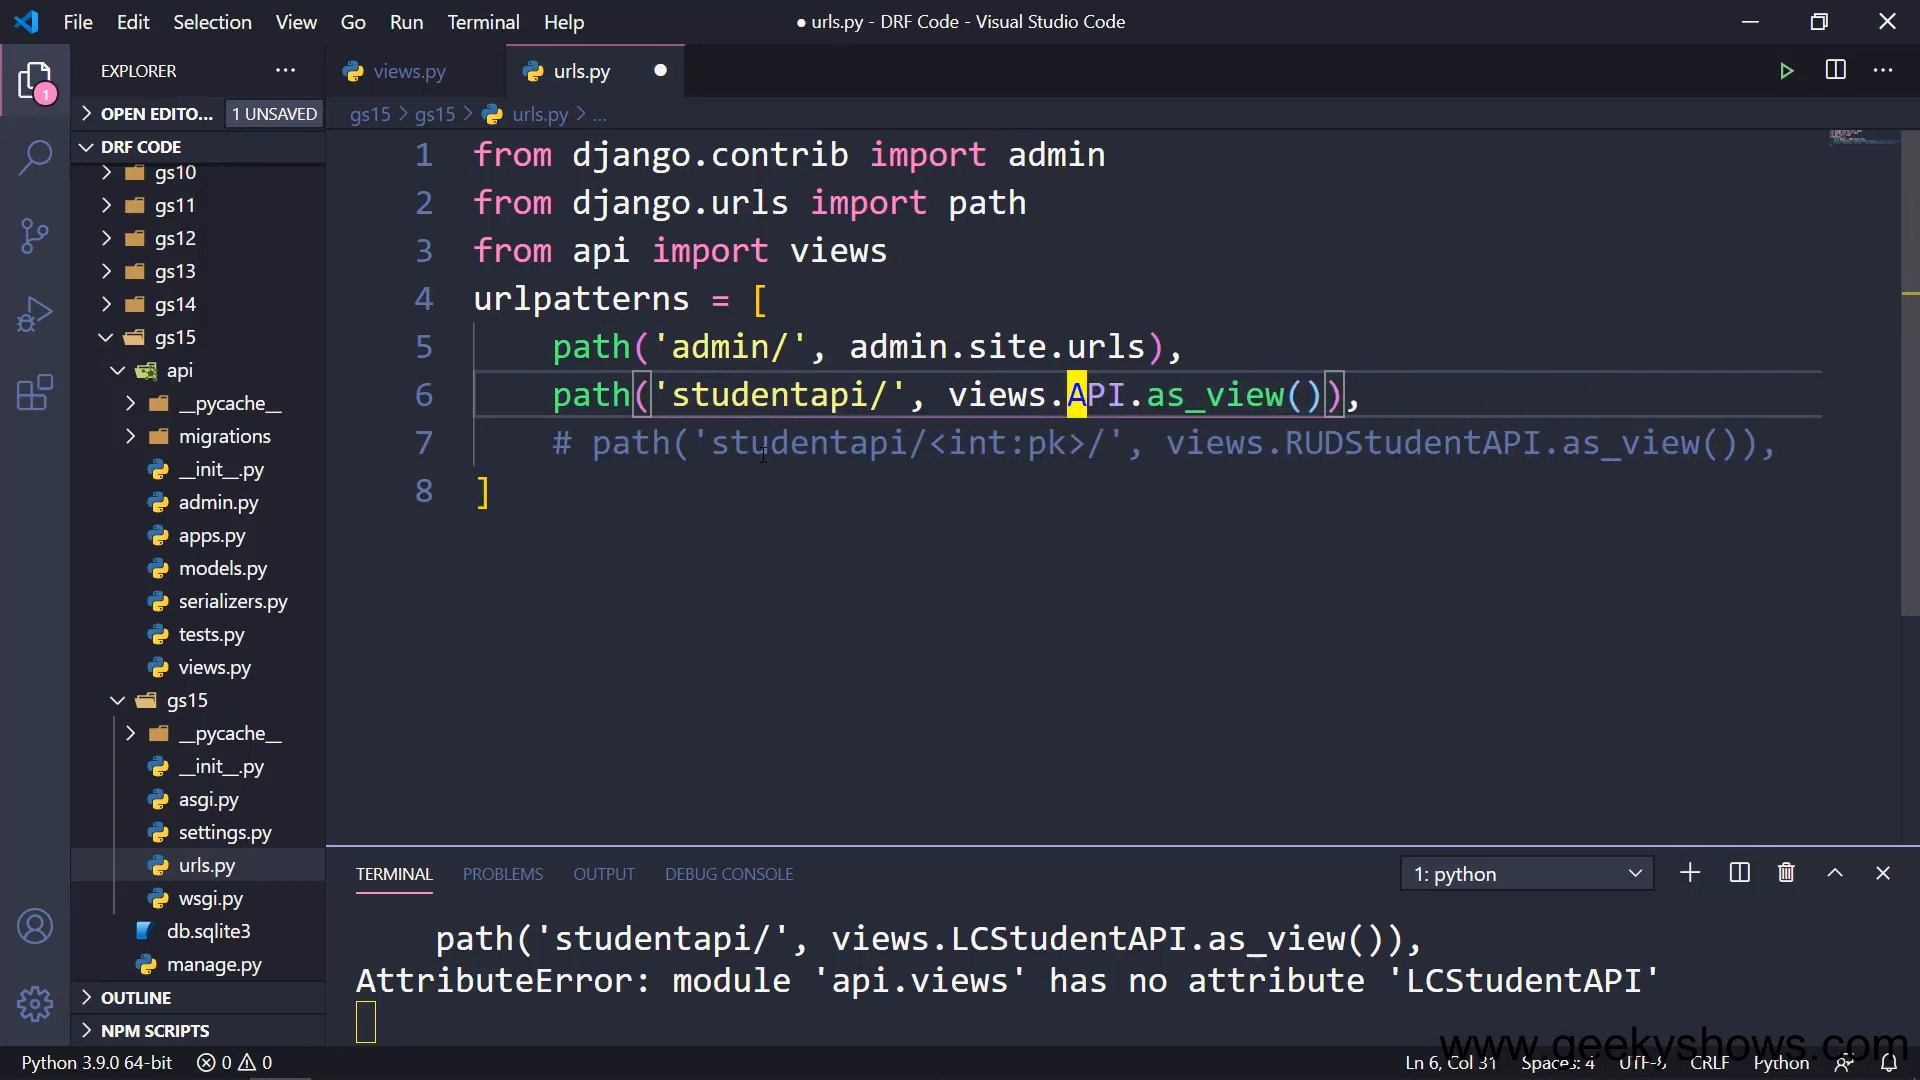 File Edit Selection View Go Run Terminal Help
● urls.py - DRF Code - Visual Studio Code
EXPLORER
1
OPEN EDITO... 1 UNSAVED
DRF CODE
gs10
gs11
gs12
gs13
gs14
gs15
api
__pycache__
migrations
__init__.py
admin.py
apps.py
models.py
serializers.py
tests.py
views.py
gs15
__pycache__
__init__.py
asgi.py
settings.py
urls.py
wsgi.py
db.sqlite3
manage.py
OUTLINE
NPM SCRIPTS
views.py urls.py
gs15 > gs15 > urls.py > ...
1 from django.contrib import admin
2 from django.urls import path
3 from api import views
4 urlpatterns = [
5 path('admin/', admin.site.urls),
6 path('studentapi/', views.API.as_view()),
7 # path('studentapi/<int:pk>/', views.RUDStudentAPI.as_view()),
8 ]
TERMINAL PROBLEMS OUTPUT DEBUG CONSOLE
1: python
path('studentapi/', views.LCStudentAPI.as_view()),
AttributeError: module 'api.views' has no attribute 'LCStudentAPI'
www.geekyshows.com
Python 3.9.0 64-bit 0 0 Ln 6, Col 31 Spaces: 4 UTF-8 CRLF Python